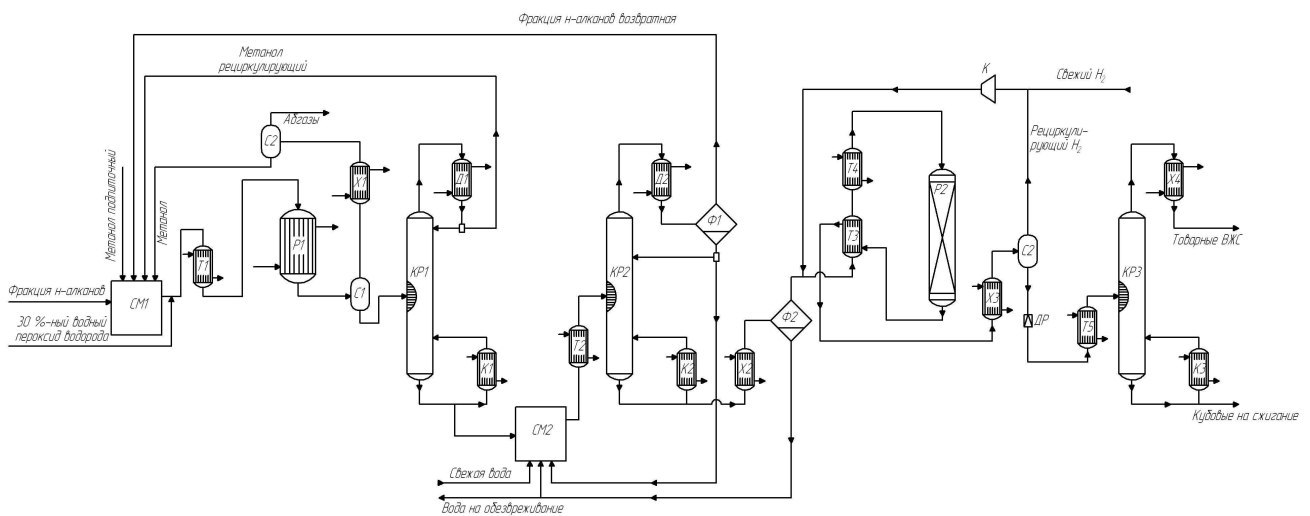 Фракция н-алканов возвратная
Метанол
рециркулирующий
К
Свежий H₂
Абгазы
С2
Рециркули-
рующий H₂
Метанол подпиточный
Метанол
Х1
Д1
Д2
Т4
Р2
Х4
Т1
Р1
Ф1
Т3
С2
Товарные ВЖС
КР1
КР2
КР3
Фракция н-алканов
СМ1
С1
Х3
30 %-ный водный
пероксид водорода
Ф2
ДР
Т5
Т2
К1
К2
Х2
К3
СМ2
Кубовые на сжигание
Свежая вода
Вода на обезвреживание